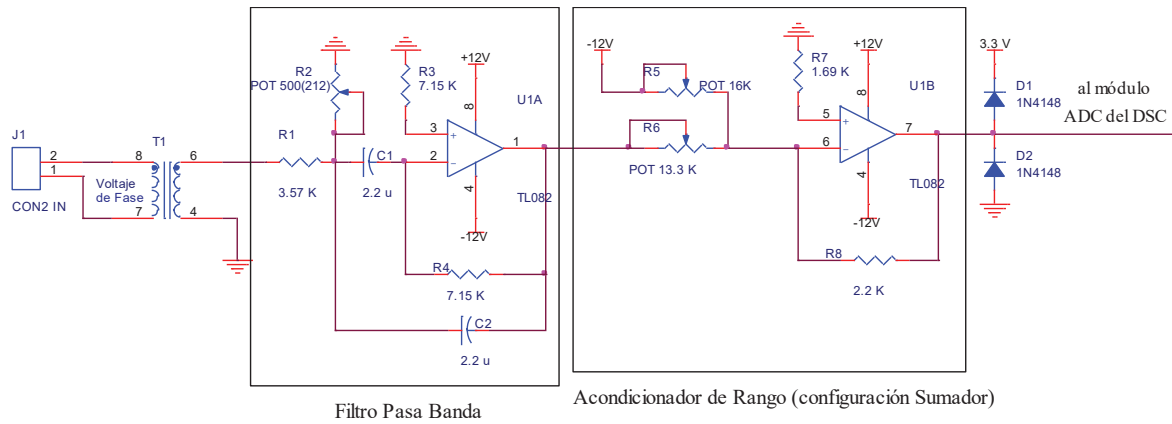 J1
2
1
CON2 IN
T1
8
7
6
4
Voltaje
de Fase
R1
3.57 K
R2
POT 500(212)
R3
7.15 K
C1
2.2 u
+12V
8
3
2
1
4
-12V
U1A
TL082
R4
7.15 K
C2
2.2 u
Filtro Pasa Banda
-12V
R5
POT 16K
R6
POT 13.3 K
R7
1.69 K
+12V
8
5
6
7
4
-12V
U1B
TL082
R8
2.2 K
Acondicionador de Rango (configuración Sumador)
3.3 V
D1
1N4148
D2
1N4148
al módulo
ADC del DSC